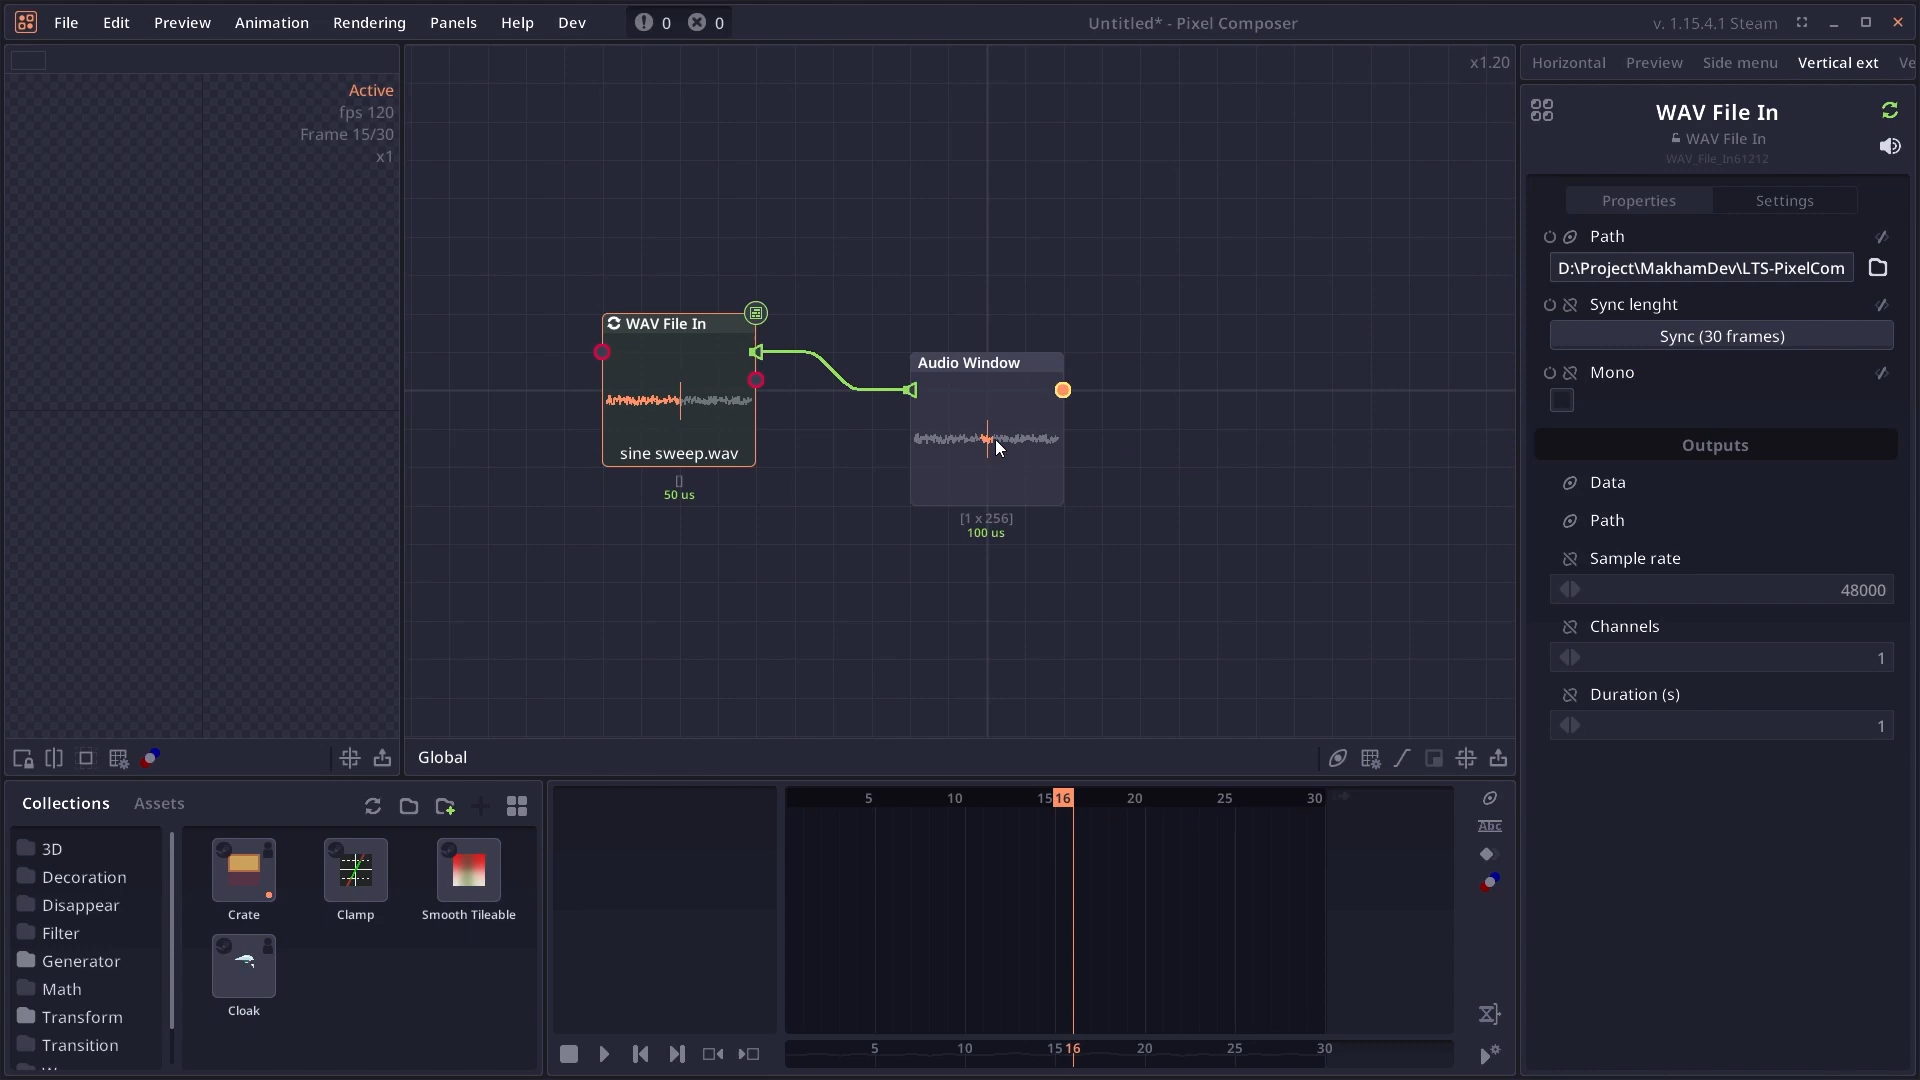 File Edit Preview Animation Rendering Panels Help Dev 0 0 Untitled* - Pixel Composer v. 1.15.4.1 Steam
Active
fps 120
Frame 15/30
x1
x1.20
WAV File In
sine sweep.wav
[]
50 us
Audio Window
[1 x 256]
100 us
Global
Horizontal Preview Side menu Vertical ext Ve
WAV File In
WAV File In
WAV_File_In61212
Properties Settings
Path
D:\Project\MakhamDev\LTS-PixelCom
Sync lenght
Sync (30 frames)
Mono
Outputs
Data
Path
Sample rate
48000
Channels
1
Duration (s)
1
Collections Assets
3D
Decoration
Disappear
Filter
Generator
Math
Transform
Transition
Crate Clamp Smooth Tileable
Cloak
5 10 15 16 20 25 30
Abc
5 10 15 16 20 25 30